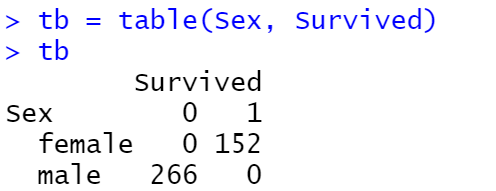 > tb = table(Sex, Survived)
> tb
        Survived
Sex        0   1
  female   0 152
  male   266   0